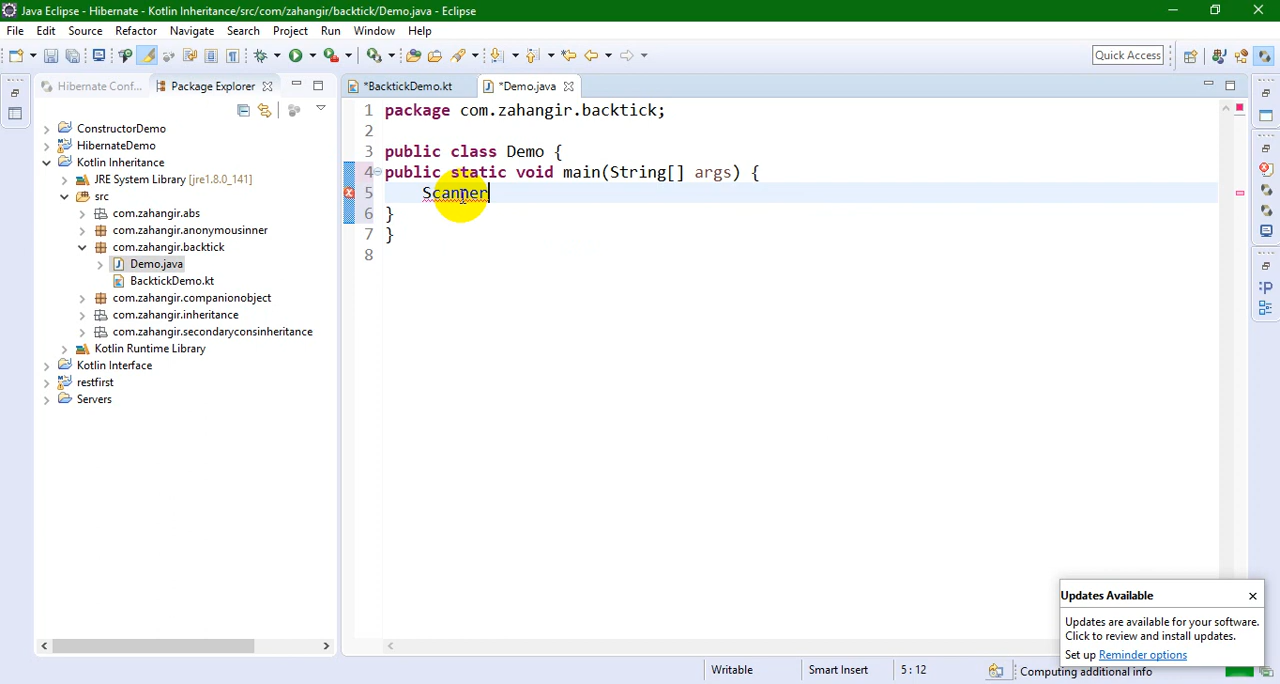 Java Eclipse - Hibernate - Kotlin Inheritance/src/com/zahangir/backtick/Demo.java - Eclipse
File Edit Source Refactor Navigate Search Project Run Window Help
Quick Access
Hibernate Conf...
Package Explorer
*BacktickDemo.kt
*Demo.java
ConstructorDemo
HibernateDemo
Kotlin Inheritance
JRE System Library [jre1.8.0_141]
src
com.zahangir.abs
com.zahangir.anonymousinner
com.zahangir.backtick
Demo.java
BacktickDemo.kt
com.zahangir.companionobject
com.zahangir.inheritance
com.zahangir.secondaryconsinheritance
Kotlin Runtime Library
Kotlin Interface
restfirst
Servers
1 package com.zahangir.backtick;
2
3 public class Demo {
4 public static void main(String[] args) {
5 Scanner
6 }
7 }
8
Updates Available
Updates are available for your software.
Click to review and install updates.
Set up Reminder options
Writable
Smart Insert
5 : 12
Computing additional info